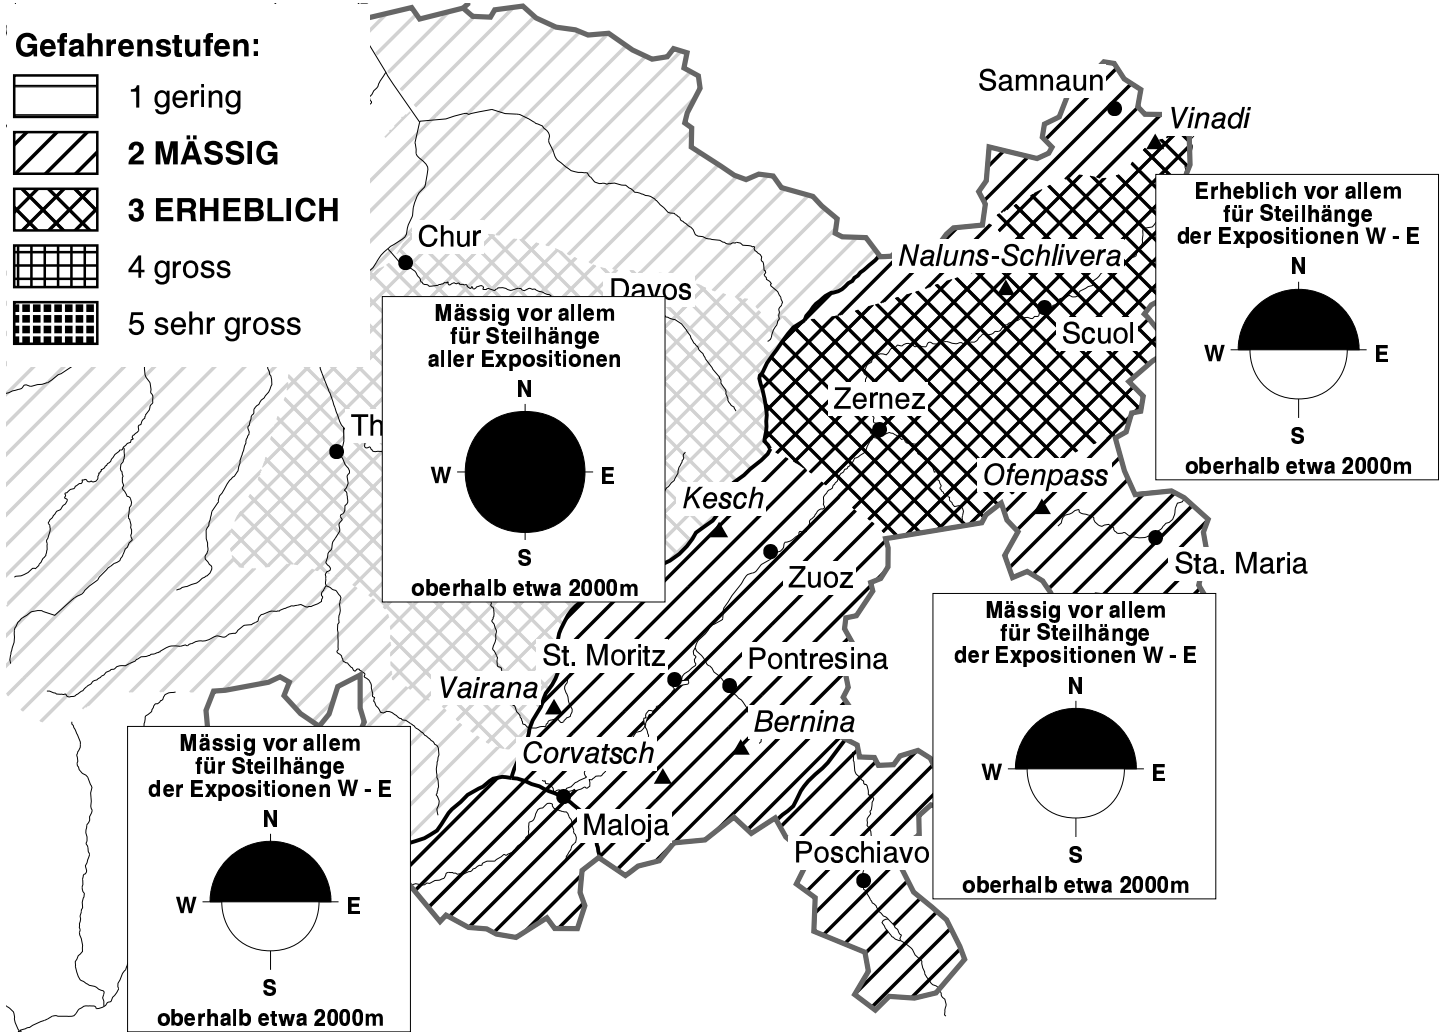 Gefahrenstufen:
1 gering
2 MÄSSIG
3 ERHEBLICH
4 gross
5 sehr gross
Samnaun
Vinadi
Chur
Davos
Naluns-Schlivera
Scuol
Zernez
Th
Ofenpass
Kesch
Zuoz
Sta. Maria
St. Moritz
Pontresina
Vairana
Bernina
Corvatsch
Maloja
Poschiavo
Erheblich vor allem
für Steilhänge
der Expositionen W - E
N
W
E
S
oberhalb etwa 2000m
Mässig vor allem
für Steilhänge
aller Expositionen
N
W
E
S
oberhalb etwa 2000m
Mässig vor allem
für Steilhänge
der Expositionen W - E
N
W
E
S
oberhalb etwa 2000m
Mässig vor allem
für Steilhänge
der Expositionen W - E
N
W
E
S
oberhalb etwa 2000m